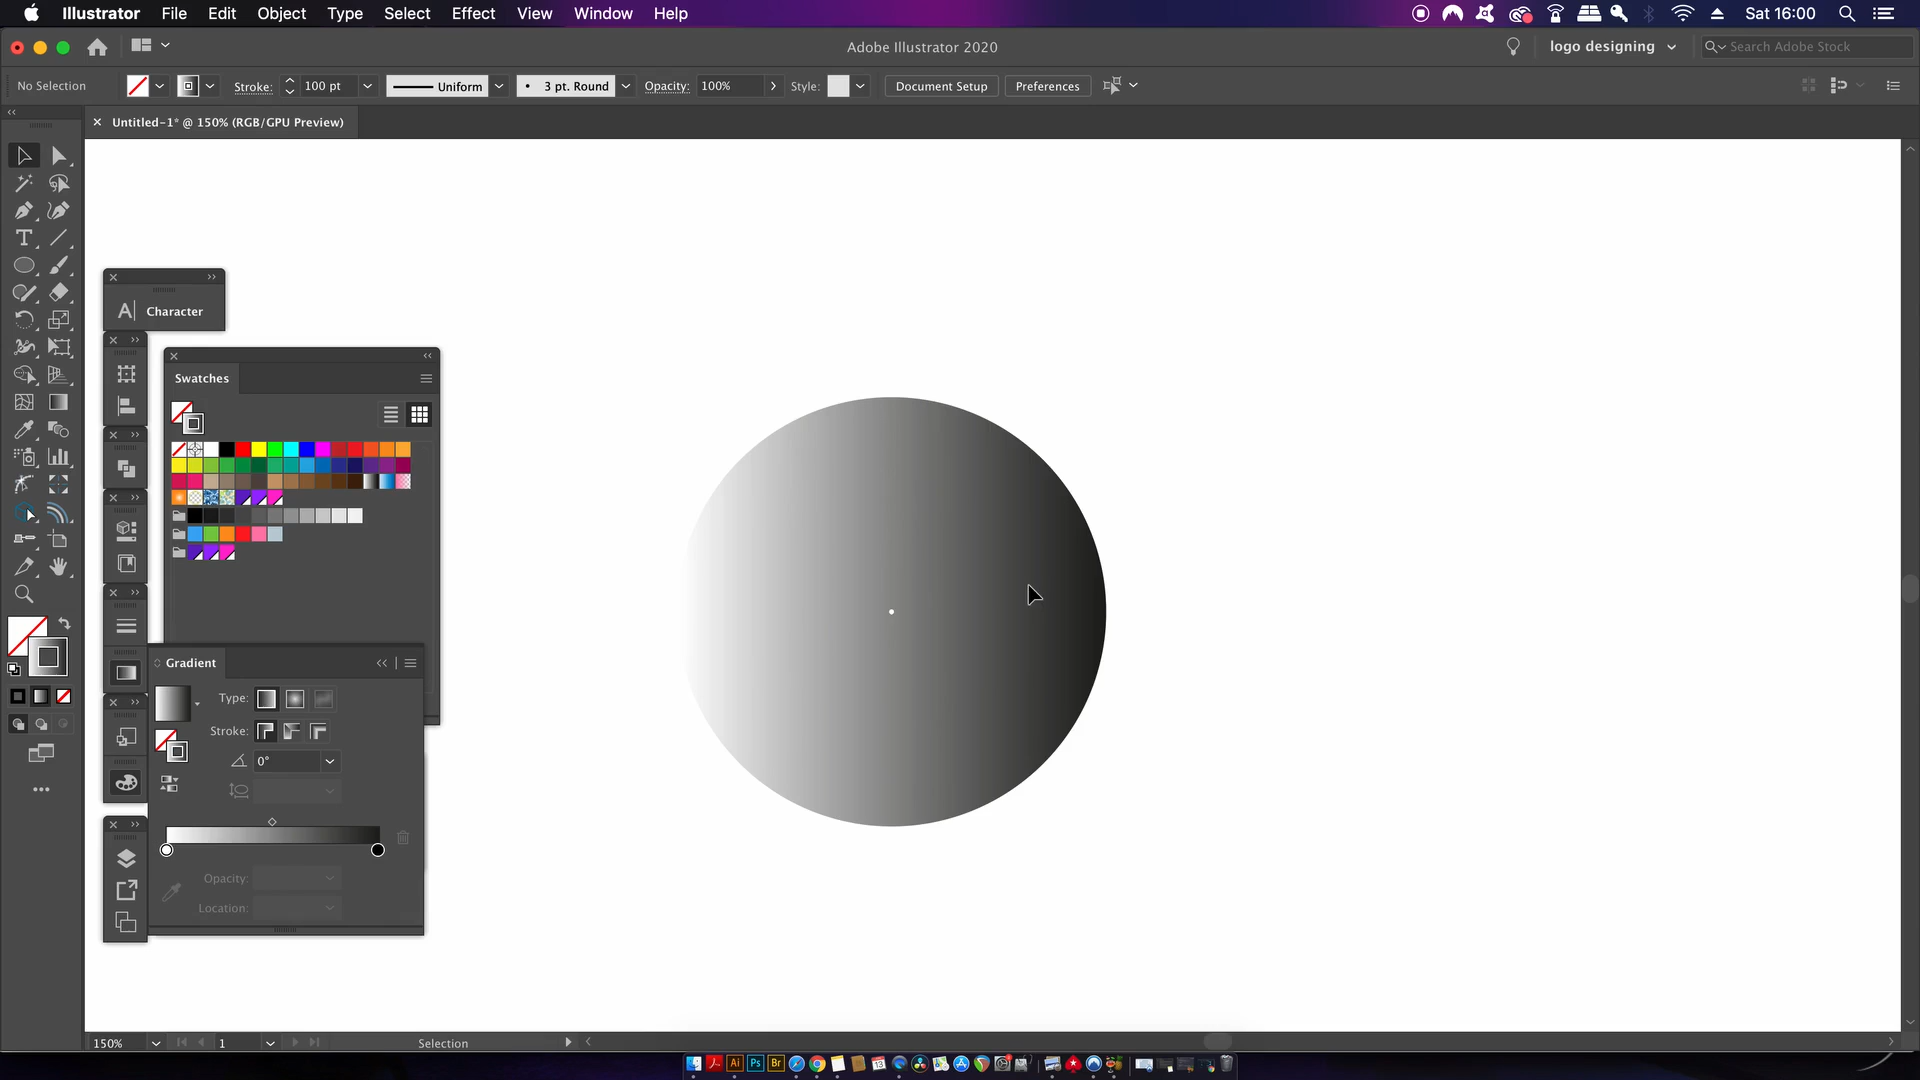 Illustrator File Edit Object Type Select Effect View Window Help
Sat 16:00
Adobe Illustrator 2020
logo designing
Search Adobe Stock
No Selection
Stroke: 100 pt
Uniform
3 pt. Round
Opacity: 100%
Style:
Document Setup
Preferences
Untitled-1* @ 150% (RGB/GPU Preview)
Character
Swatches
Gradient
Type:
Stroke:
0°
Opacity:
Location:
150%
1
Selection